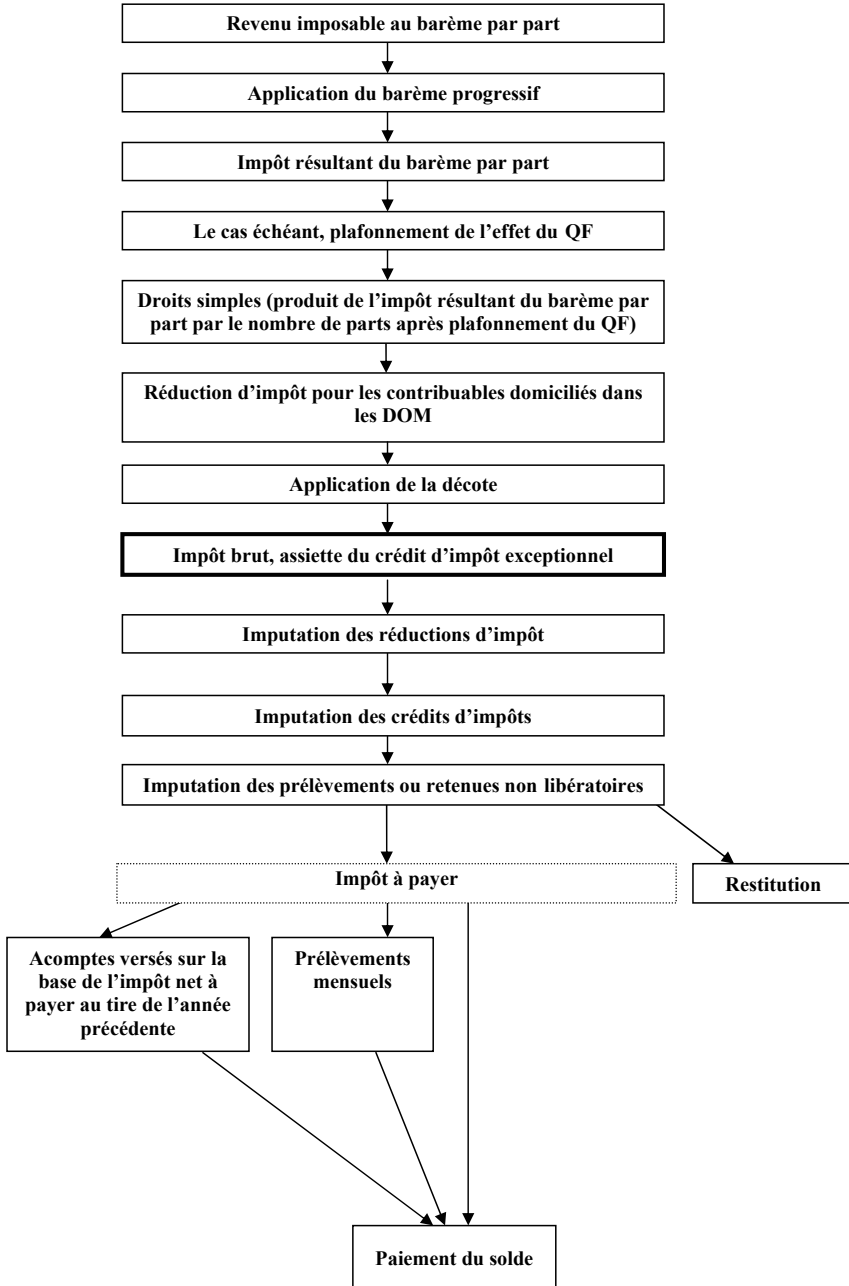 Revenu imposable au barème par part
Application du barème progressif
Impôt résultant du barème par part
Le cas échéant, plafonnement de l’effet du QF
Droits simples (produit de l’impôt résultant du barème par
part par le nombre de parts après plafonnement du QF)
Réduction d’impôt pour les contribuables domiciliés dans
les DOM
Application de la décote
Impôt brut, assiette du crédit d’impôt exceptionnel
Imputation des réductions d’impôt
Imputation des crédits d’impôts
Imputation des prélèvements ou retenues non libératoires
Impôt à payer
Restitution
Acomptes versés sur la
base de l’impôt net à
payer au tire de l’année
précédente
Prélèvements
mensuels
Paiement du solde